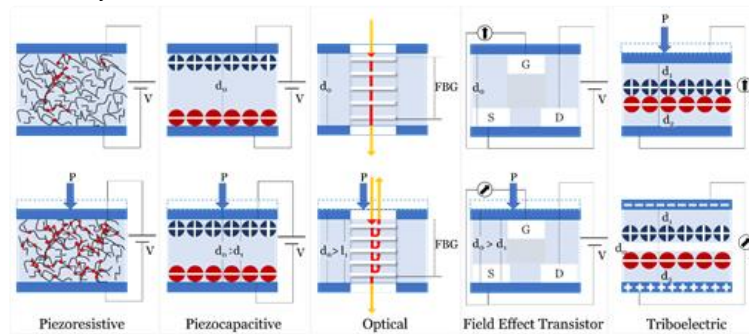 P
G
d₁
d₀
d₀
FBG
d₀
V
V
S
D
V
d₂
P
P
P
P
G
d₁
d₀>d₁
d₀>l₁
FBG
d₀>d₁
V
V
S
D
V
Piezoresistive
Piezocapacitive
Optical
Field Effect Transistor
Triboelectric